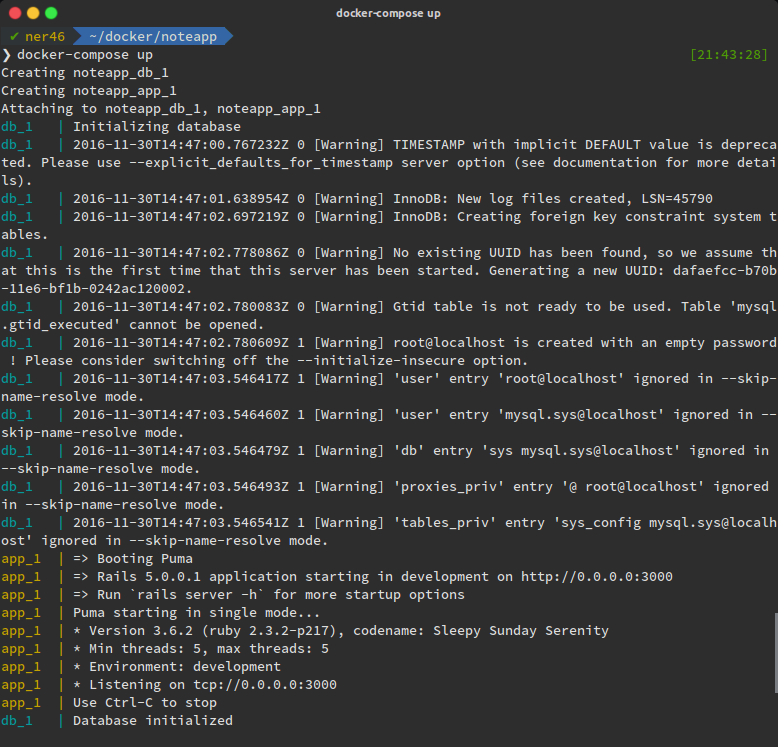 docker-compose up
✔ ner46 ~/docker/noteapp
❯ docker-compose up [21:43:28]
Creating noteapp_db_1
Creating noteapp_app_1
Attaching to noteapp_db_1, noteapp_app_1
db_1   | Initializing database
db_1   | 2016-11-30T14:47:00.767232Z 0 [Warning] TIMESTAMP with implicit DEFAULT value is depreca
ted. Please use --explicit_defaults_for_timestamp server option (see documentation for more detai
ls).
db_1   | 2016-11-30T14:47:01.638954Z 0 [Warning] InnoDB: New log files created, LSN=45790
db_1   | 2016-11-30T14:47:02.697219Z 0 [Warning] InnoDB: Creating foreign key constraint system t
ables.
db_1   | 2016-11-30T14:47:02.778086Z 0 [Warning] No existing UUID has been found, so we assume th
at this is the first time that this server has been started. Generating a new UUID: dafaefcc-b70b
-11e6-bf1b-0242ac120002.
db_1   | 2016-11-30T14:47:02.780083Z 0 [Warning] Gtid table is not ready to be used. Table 'mysql
.gtid_executed' cannot be opened.
db_1   | 2016-11-30T14:47:02.780609Z 1 [Warning] root@localhost is created with an empty password
 ! Please consider switching off the --initialize-insecure option.
db_1   | 2016-11-30T14:47:03.546417Z 1 [Warning] 'user' entry 'root@localhost' ignored in --skip-
name-resolve mode.
db_1   | 2016-11-30T14:47:03.546460Z 1 [Warning] 'user' entry 'mysql.sys@localhost' ignored in --
skip-name-resolve mode.
db_1   | 2016-11-30T14:47:03.546479Z 1 [Warning] 'db' entry 'sys mysql.sys@localhost' ignored in
--skip-name-resolve mode.
db_1   | 2016-11-30T14:47:03.546493Z 1 [Warning] 'proxies_priv' entry '@ root@localhost' ignored
in --skip-name-resolve mode.
db_1   | 2016-11-30T14:47:03.546541Z 1 [Warning] 'tables_priv' entry 'sys_config mysql.sys@localh
ost' ignored in --skip-name-resolve mode.
app_1  | => Booting Puma
app_1  | => Rails 5.0.0.1 application starting in development on http://0.0.0.0:3000
app_1  | => Run `rails server -h` for more startup options
app_1  | Puma starting in single mode...
app_1  | * Version 3.6.2 (ruby 2.3.2-p217), codename: Sleepy Sunday Serenity
app_1  | * Min threads: 5, max threads: 5
app_1  | * Environment: development
app_1  | * Listening on tcp://0.0.0.0:3000
app_1  | Use Ctrl-C to stop
db_1   | Database initialized